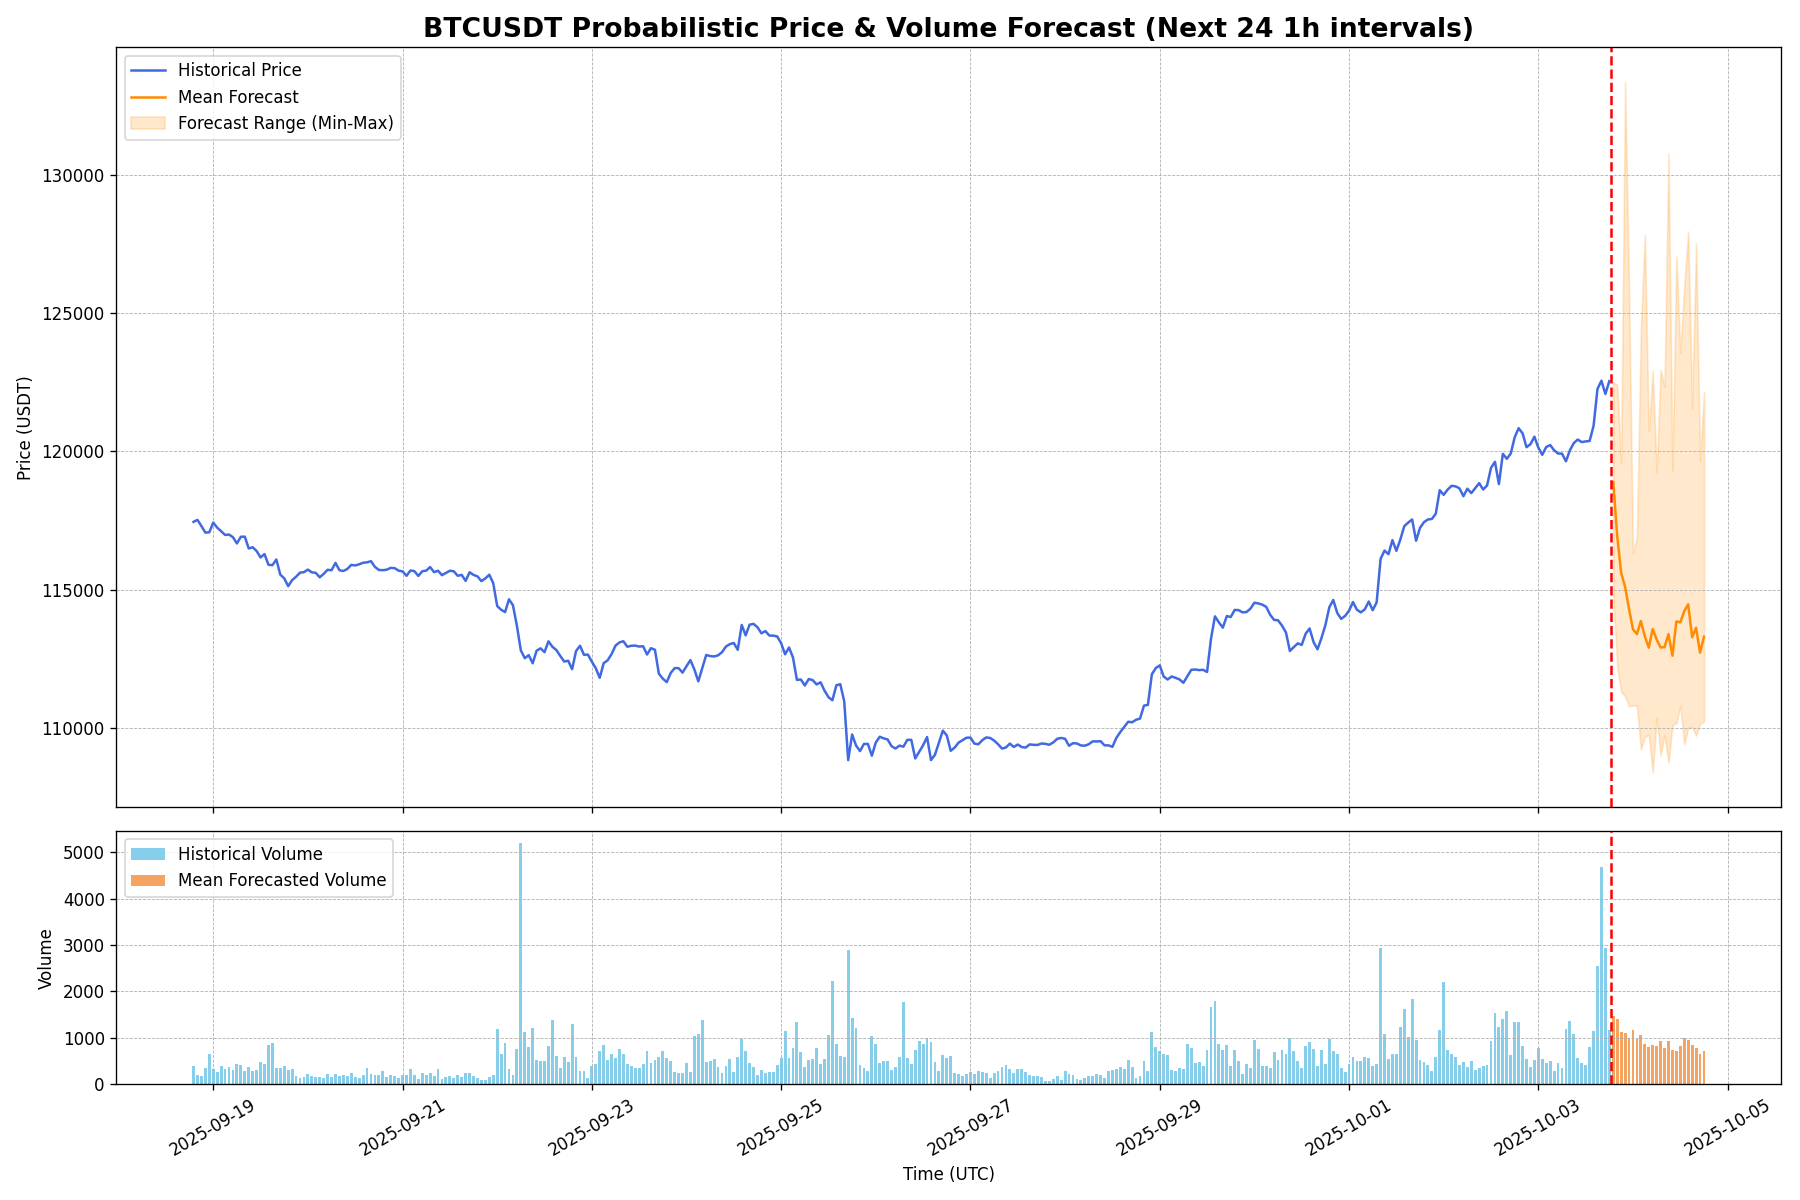 BTCUSDT Probabilistic Price & Volume Forecast (Next 24 1h intervals)
Historical Price
Mean Forecast
Forecast Range (Min-Max)
Price (USDT)
130000
125000
120000
115000
110000
Historical Volume
Mean Forecasted Volume
Volume
5000
4000
3000
2000
1000
0
2025-09-19
2025-09-21
2025-09-23
2025-09-25
2025-09-27
2025-09-29
2025-10-01
2025-10-03
2025-10-05
Time (UTC)